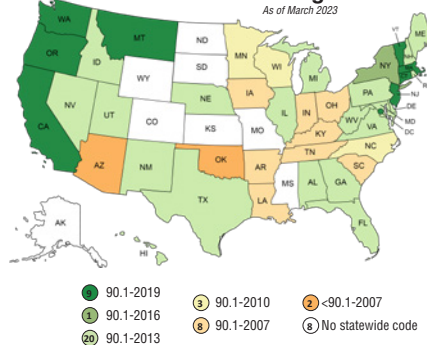 As of March 2023
WA
MT
ND
VT
ME
OR
ID
MN
NH
SD
WI
NY
WY
MI
IA
NE
PA
NJ
NV
IL
IN
OH
DE
UT
CO
WV
MD
CA
KS
MO
KY
VA
DC
NC
TN
AZ
OK
NM
AR
SC
MS
AL
GA
TX
LA
AK
FL
HI
9 90.1-2019
3 90.1-2010
2 <90.1-2007
1 90.1-2016
8 90.1-2007
8 No statewide code
20 90.1-2013